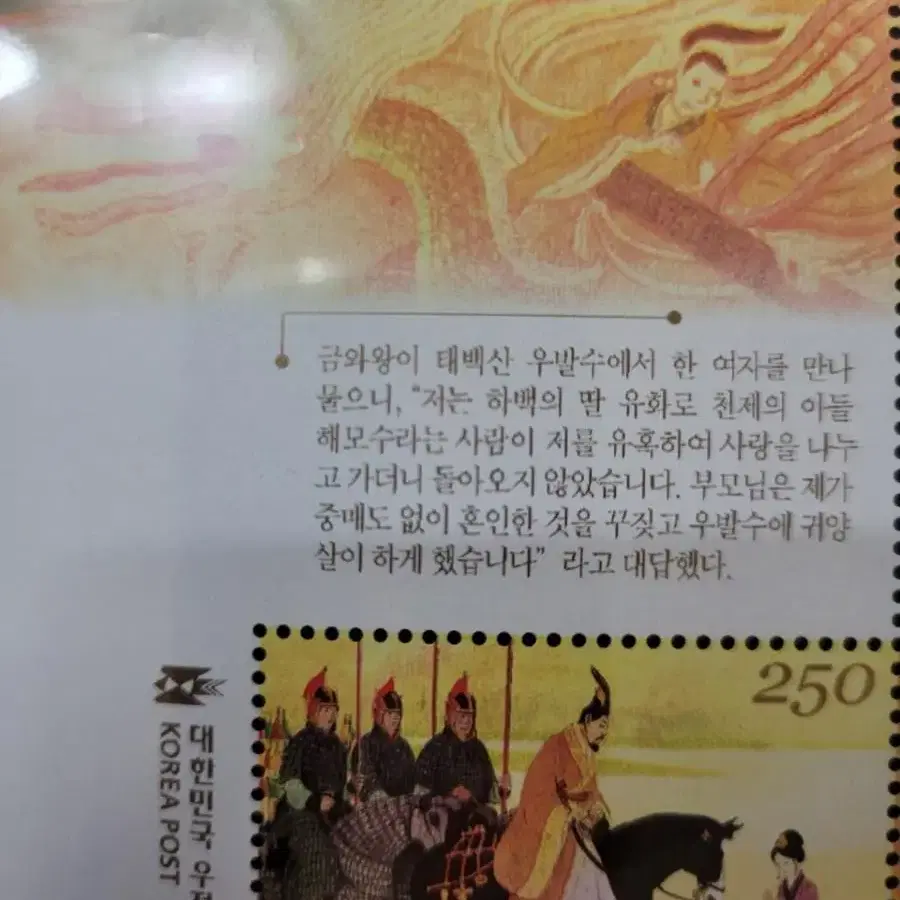 금와왕이 태백산 우발수에서 한 여자를 만나
물으니, "저는 하백의 딸 유화로 천제의 아들
해모수라는 사람이 저를 유혹하여 사랑을 나누
고 가더니 돌아오지 않았습니다. 부모님은 제가
중매도 없이 혼인한 것을 꾸짖고 우발수에 귀양
살이 하게 했습니다" 라고 대답했다.
250
대한민국
KOREA POST